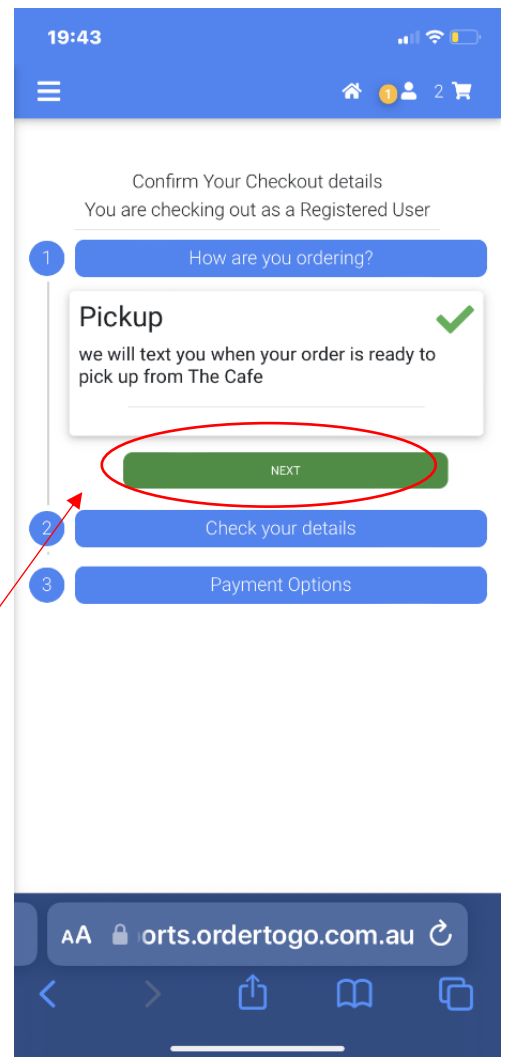 19:43
1 2
Confirm Your Checkout details
You are checking out as a Registered User
1 How are you ordering?
Pickup
we will text you when your order is ready to
pick up from The Cafe
NEXT
2 Check your details
3 Payment Options
AA orts.ordertogo.com.au